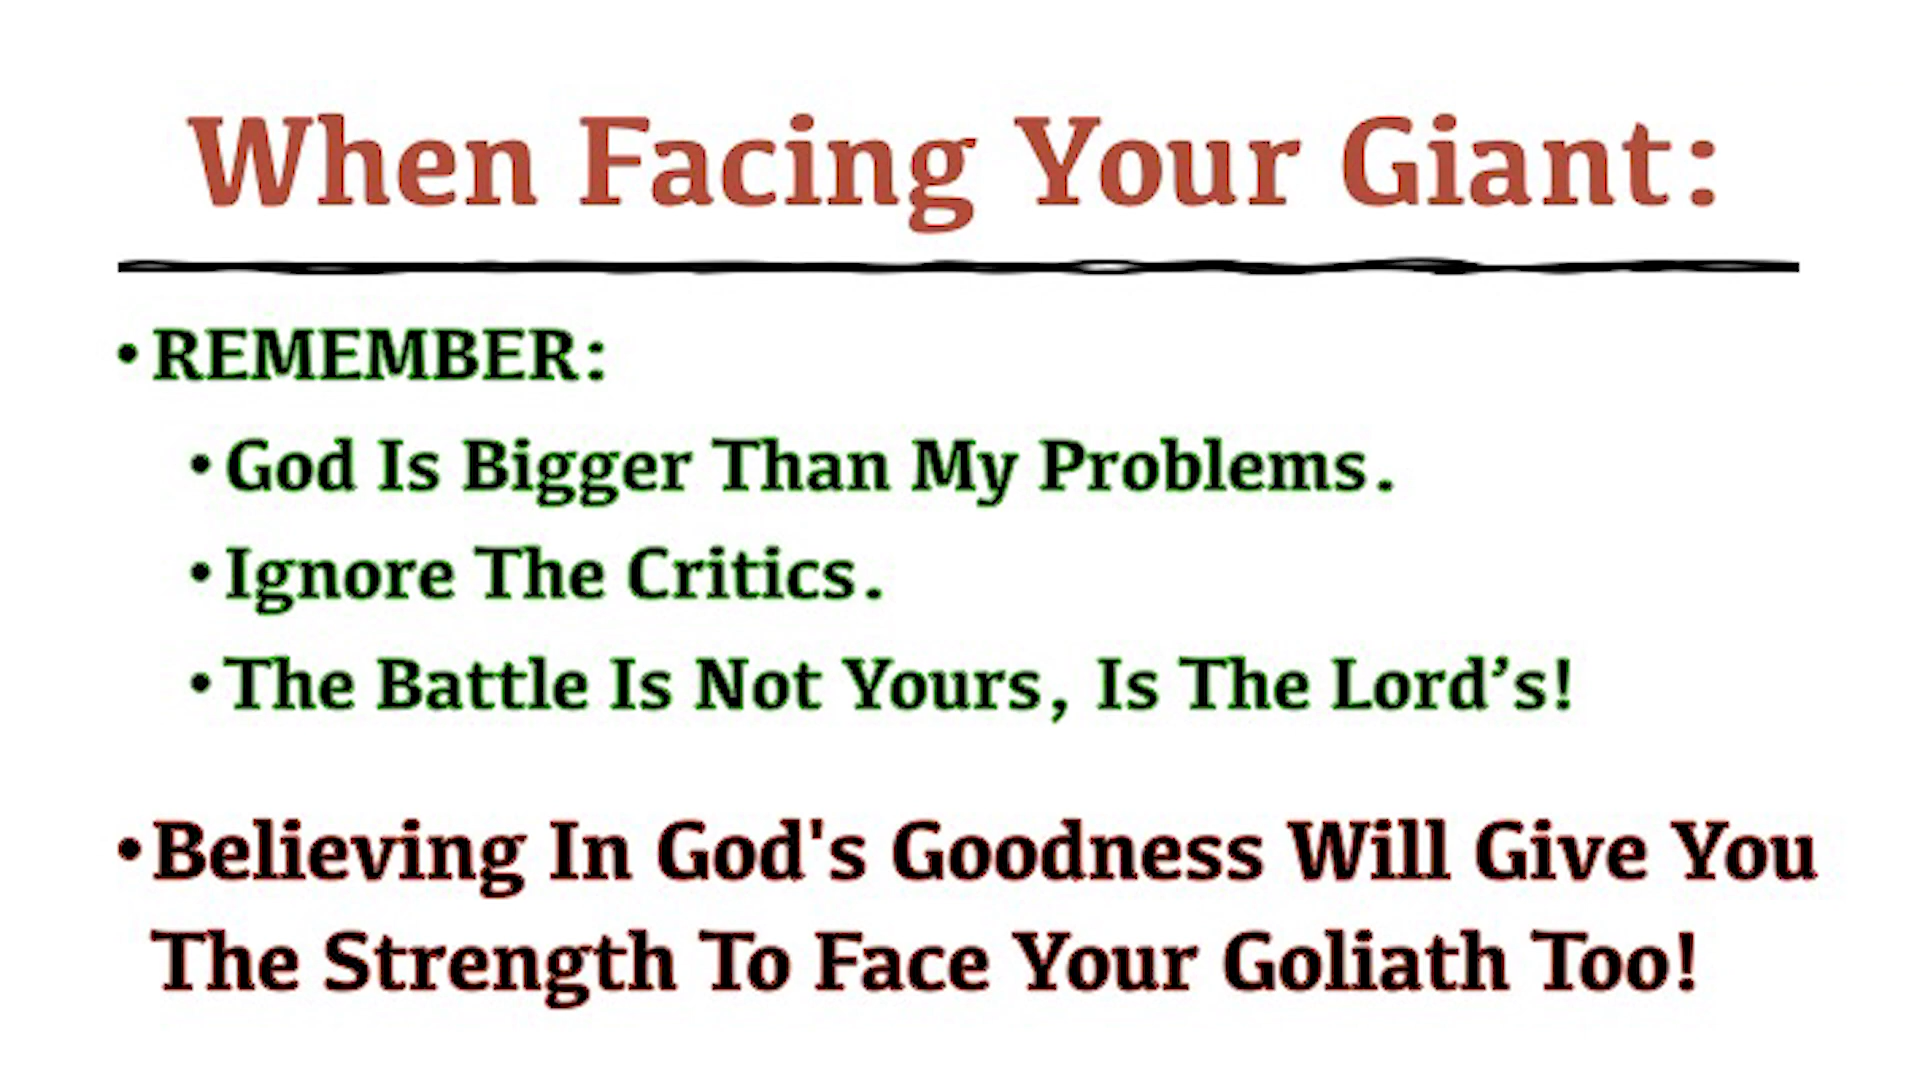 When Facing Your Giant:
• REMEMBER:
• God Is Bigger Than My Problems.
• Ignore The Critics.
• The Battle Is Not Yours, Is The Lord’s!
• Believing In God's Goodness Will Give You
The Strength To Face Your Goliath Too!